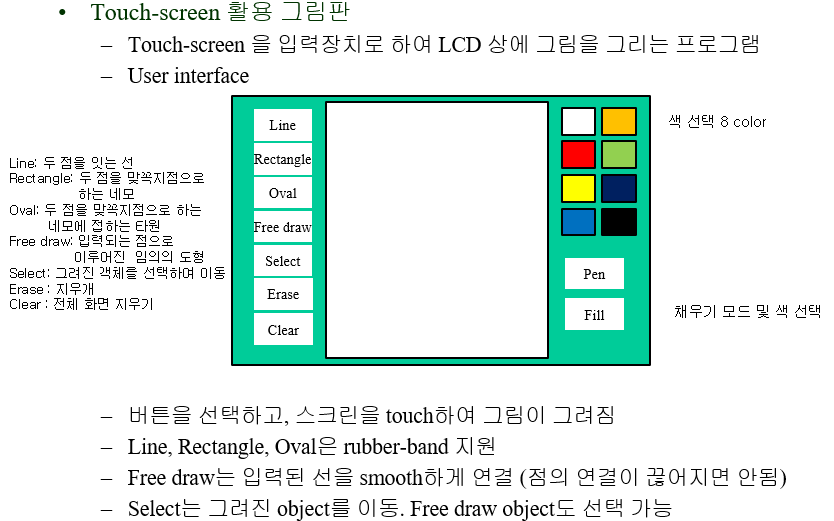 • Touch-screen 활용 그림판
– Touch-screen 을 입력장치로 하여 LCD 상에 그림을 그리는 프로그램
– User interface
Line: 두 점을 잇는 선
Rectangle: 두 점을 맞꼭지점으로
하는 네모
Oval: 두 점을 맞꼭지점으로 하는
네모에 접하는 타원
Free draw: 입력되는 점으로
이루어진 임의의 도형
Select: 그려진 객체를 선택하여 이동
Erase : 지우개
Clear : 전체 화면 지우기
Line
Rectangle
Oval
Free draw
Select
Erase
Clear
Pen
Fill
색 선택 8 color
채우기 모드 및 색 선택
– 버튼을 선택하고, 스크린을 touch하여 그림이 그려짐
– Line, Rectangle, Oval은 rubber-band 지원
– Free draw는 입력된 선을 smooth하게 연결 (점의 연결이 끊어지면 안됨)
– Select는 그려진 object를 이동. Free draw object도 선택 가능